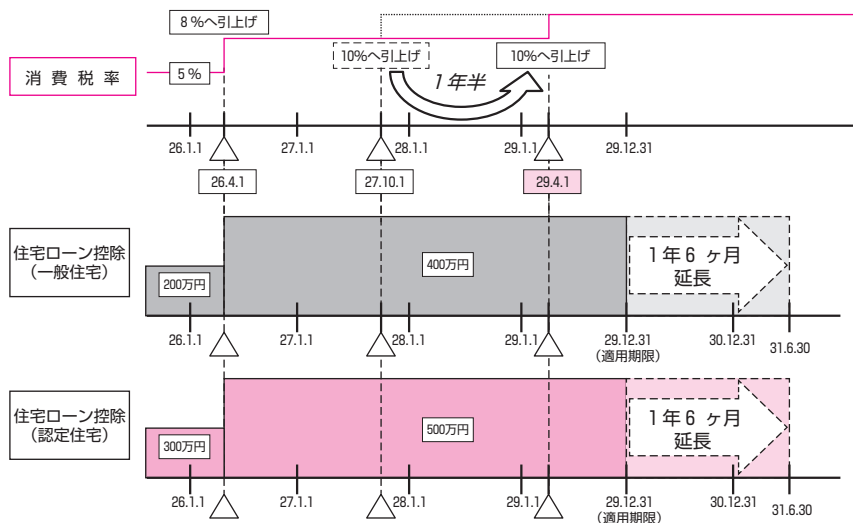 8％へ引上げ
10％へ引上げ
10％へ引上げ
1年半
消費税率
5％
26.1.1
27.1.1
28.1.1
29.1.1
29.12.31
26.4.1
27.10.1
29.4.1
住宅ローン控除
（一般住宅）
200万円
400万円
1年6ヶ月
延長
26.1.1
27.1.1
28.1.1
29.1.1
29.12.31
（適用期限）
30.12.31
31.6.30
住宅ローン控除
（認定住宅）
300万円
500万円
1年6ヶ月
延長
26.1.1
27.1.1
28.1.1
29.1.1
29.12.31
（適用期限）
30.12.31
31.6.30